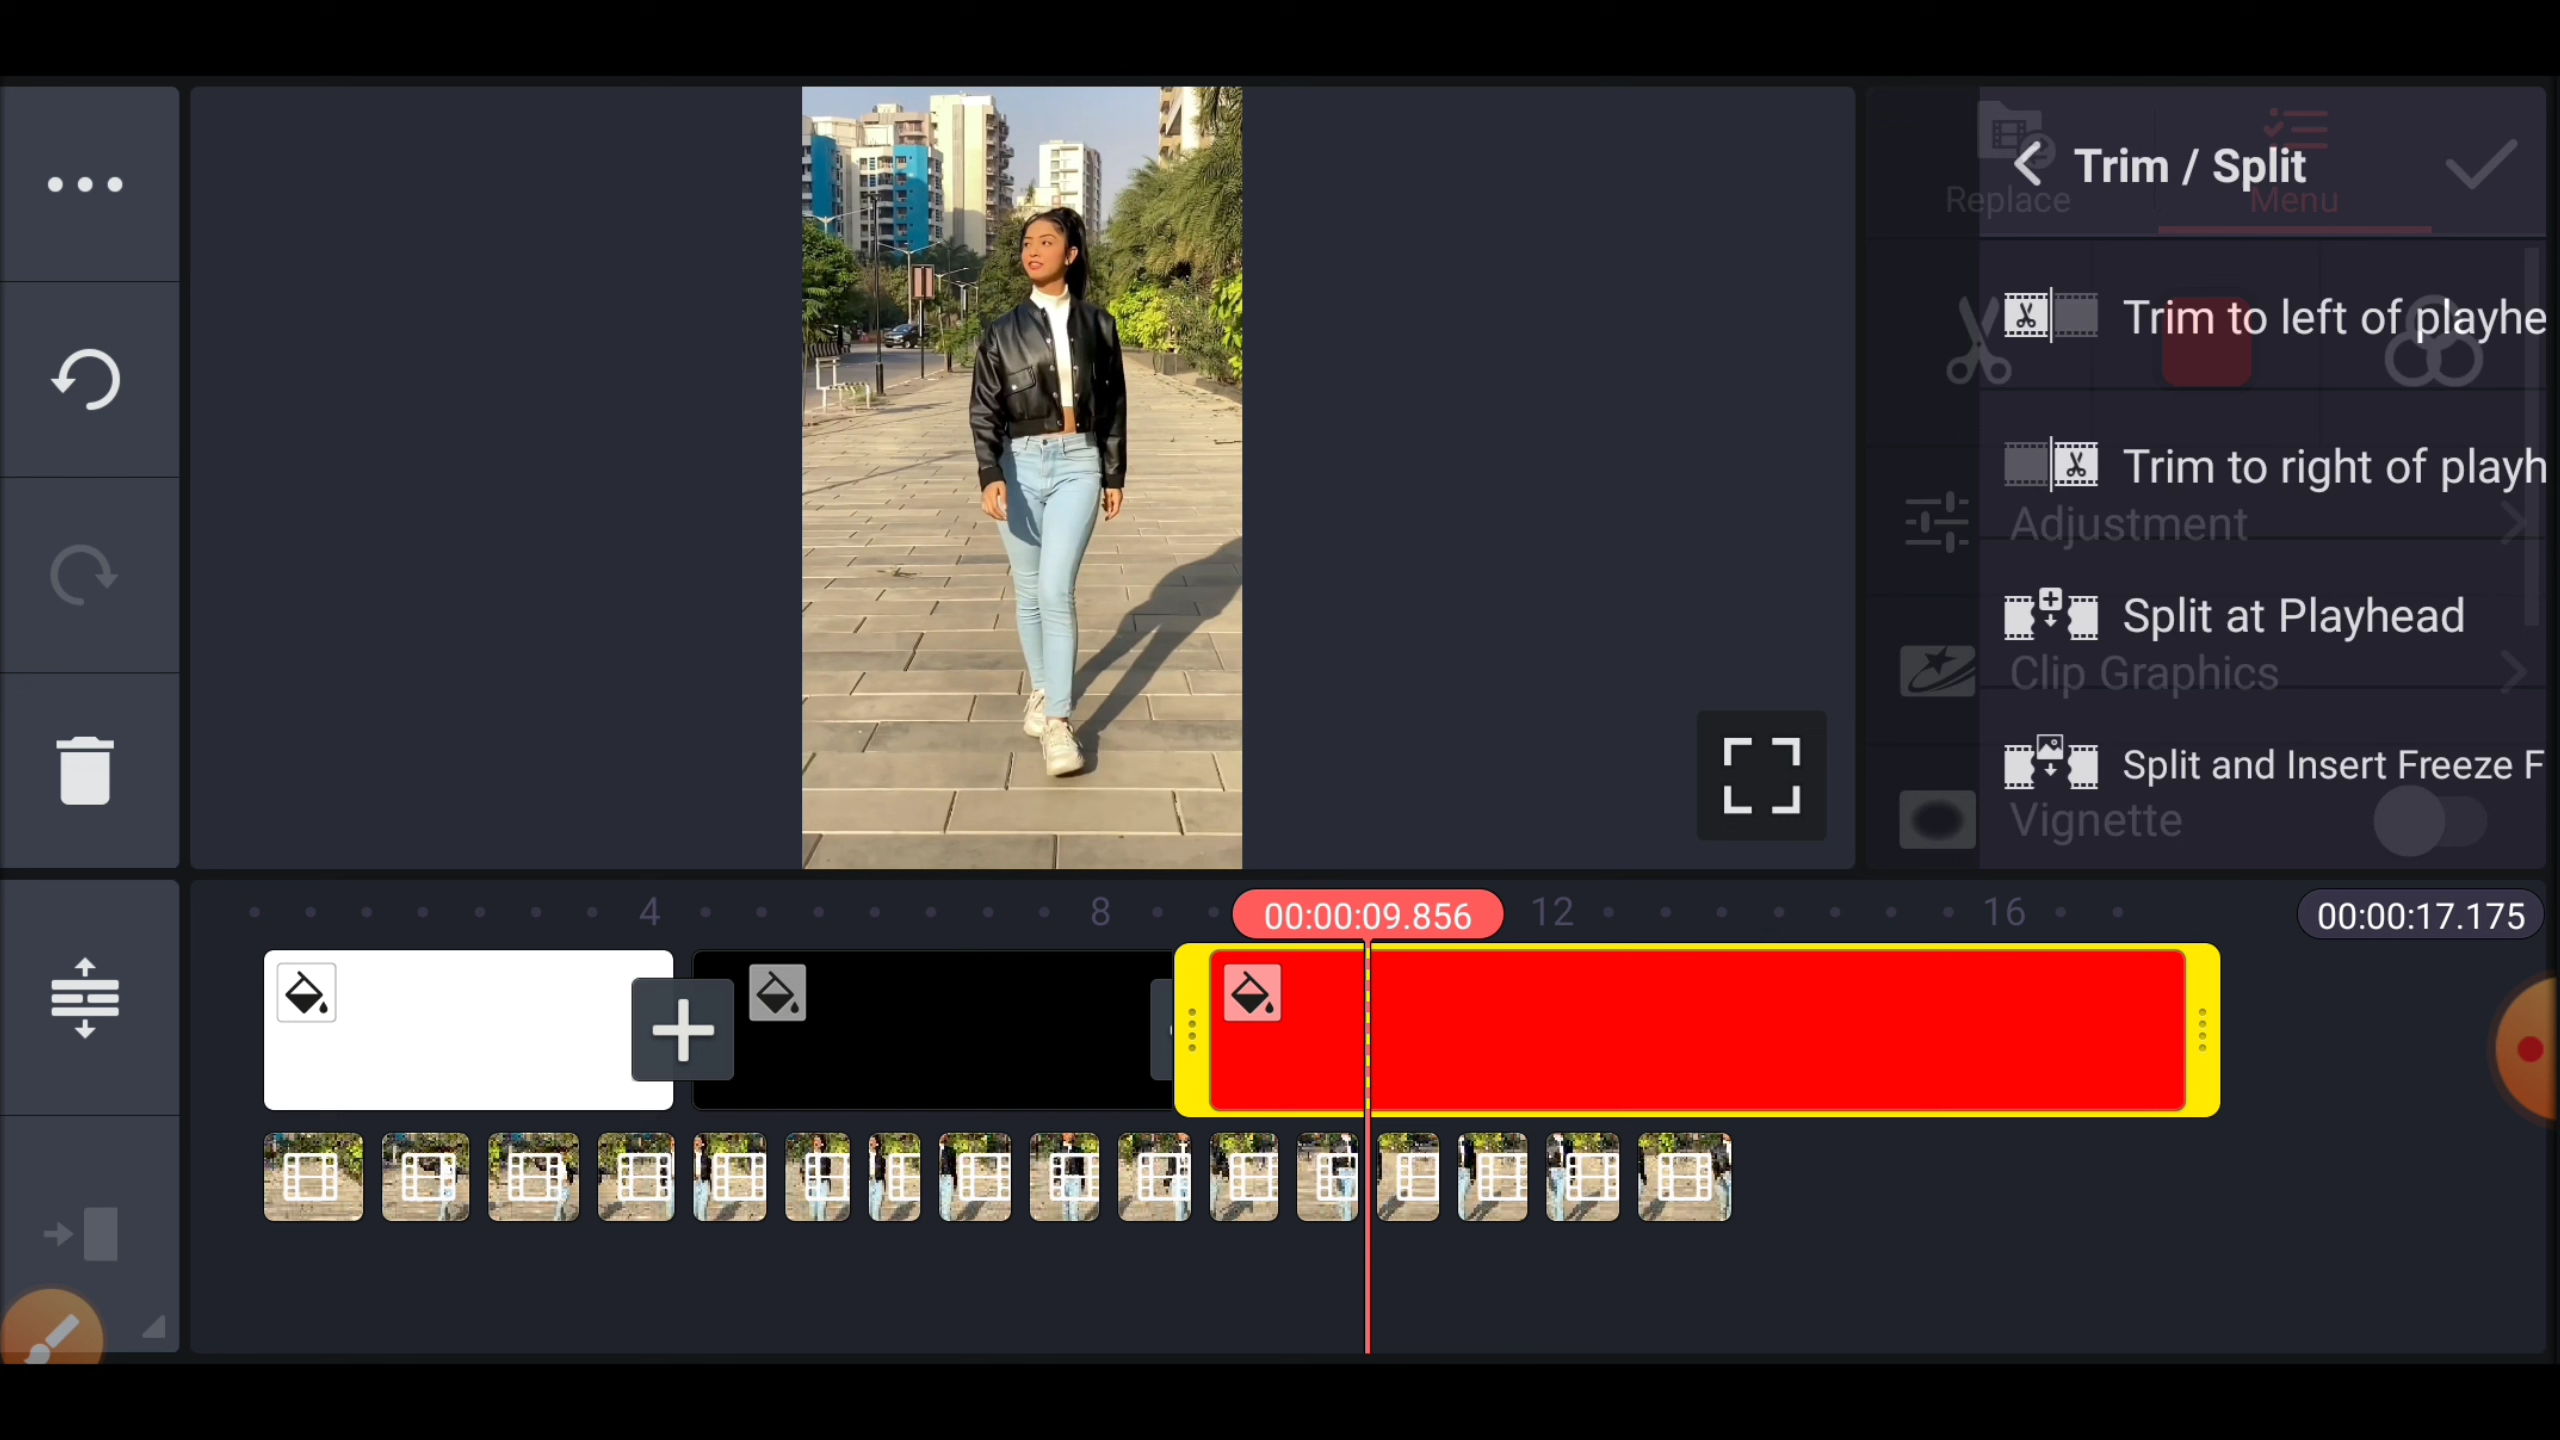 Replace
Menu
Trim / Split
Trim to left of playhe
Trim to right of playh
Adjustment
Split at Playhead
Clip Graphics
Split and Insert Freeze F
Vignette
4
8
00:00:09.856
12
16
00:00:17.175